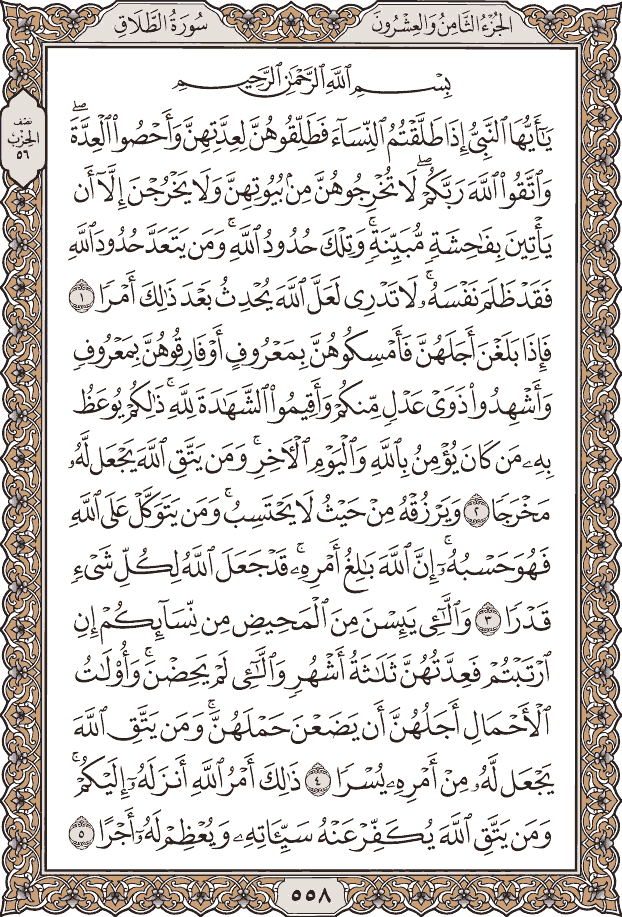 سُورَةُ الطَّلَاقِ
الجُزْءُ الثَّامِنُ وَالعِشْرُونَ
نصف
الحِزْبِ
٥٦
بِسْمِ ٱللَّهِ ٱلرَّحْمَٰنِ ٱلرَّحِيمِ
يَٰٓأَيُّهَا ٱلنَّبِيُّ إِذَا طَلَّقْتُمُ ٱلنِّسَآءَ فَطَلِّقُوهُنَّ لِعِدَّتِهِنَّ وَأَحْصُوا۟ ٱلْعِدَّةَۖ
وَٱتَّقُوا۟ ٱللَّهَ رَبَّكُمْۖ لَا تُخْرِجُوهُنَّ مِنۢ بُيُوتِهِنَّ وَلَا يَخْرُجْنَ إِلَّآ أَن
يَأْتِينَ بِفَٰحِشَةٖ مُّبَيِّنَةٖۚ وَتِلْكَ حُدُودُ ٱللَّهِۚ وَمَن يَتَعَدَّ حُدُودَ ٱللَّهِ
فَقَدْ ظَلَمَ نَفْسَهُۥۚ لَا تَدْرِي لَعَلَّ ٱللَّهَ يُحْدِثُ بَعْدَ ذَٰلِكَ أَمْرٗا ١
فَإِذَا بَلَغْنَ أَجَلَهُنَّ فَأَمْسِكُوهُنَّ بِمَعْرُوفٍ أَوْ فَارِقُوهُنَّ بِمَعْرُوفٖ
وَأَشْهِدُوا۟ ذَوَيْ عَدْلٖ مِّنكُمْ وَأَقِيمُوا۟ ٱلشَّهَٰدَةَ لِلَّهِۚ ذَٰلِكُمْ يُوعَظُ
بِهِۦ مَن كَانَ يُؤْمِنُ بِٱللَّهِ وَٱلْيَوْمِ ٱلْأٓخِرِۚ وَمَن يَتَّقِ ٱللَّهَ يَجْعَل لَّهُۥ
مَخْرَجٗا ٢ وَيَرْزُقْهُ مِنْ حَيْثُ لَا يَحْتَسِبُۚ وَمَن يَتَوَكَّلْ عَلَى ٱللَّهِ
فَهُوَ حَسْبُهُۥٓۚ إِنَّ ٱللَّهَ بَٰلِغُ أَمْرِهِۦۚ قَدْ جَعَلَ ٱللَّهُ لِكُلِّ شَيْءٖ
قَدْرٗا ٣ وَٱلَّٰٓـِٔي يَئِسْنَ مِنَ ٱلْمَحِيضِ مِن نِّسَآئِكُمْ إِنِ
ٱرْتَبْتُمْ فَعِدَّتُهُنَّ ثَلَٰثَةُ أَشْهُرٖ وَٱلَّٰٓـِٔي لَمْ يَحِضْنَۚ وَأُو۟لَٰتُ
ٱلْأَحْمَالِ أَجَلُهُنَّ أَن يَضَعْنَ حَمْلَهُنَّۚ وَمَن يَتَّقِ ٱللَّهَ
يَجْعَل لَّهُۥ مِنْ أَمْرِهِۦ يُسْرٗا ٤ ذَٰلِكَ أَمْرُ ٱللَّهِ أَنزَلَهُۥٓ إِلَيْكُمْۚ
وَمَن يَتَّقِ ٱللَّهَ يُكَفِّرْ عَنْهُ سَيِّـَٔاتِهِۦ وَيُعْظِمْ لَهُۥٓ أَجْرًا ٥
٥٥٨